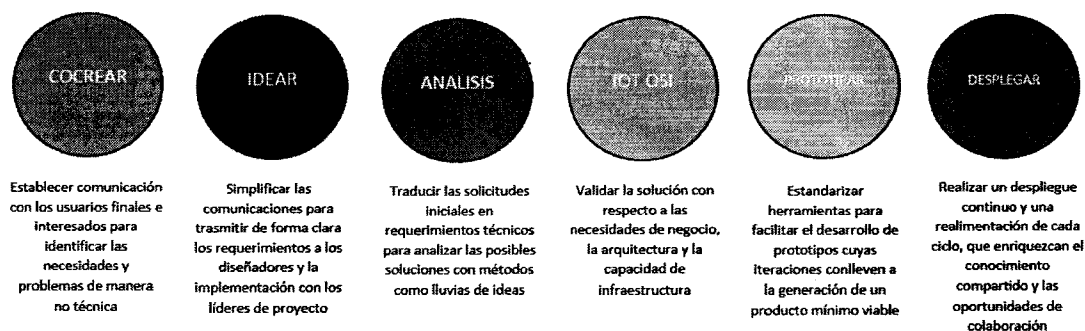 COCREAR
IDEAR
ANALISIS
IOT OSI
PROTOTIPAR
DESPLEGAR
Establecer comunicación
con los usuarios finales e
interesados para
identificar las
necesidades y
problemas de manera
no técnica
Simplificar las
comunicaciones para
trasmitir de forma clara
los requerimientos a los
diseñadores y la
implementación con los
líderes de proyecto
Traducir las solicitudes
iniciales en
requerimientos técnicos
para analizar las posibles
soluciones con métodos
como lluvias de ideas
Validar la solución con
respecto a las
necesidades de negocio,
la arquitectura y la
capacidad de
infraestructura
Estandarizar
herramientas para
facilitar el desarrollo de
prototipos cuyas
iteraciones conlleven a
la generación de un
producto mínimo viable
Realizar un despliegue
continuo y una
realimentación de cada
ciclo, que enriquezcan el
conocimiento
compartido y las
oportunidades de
colaboración